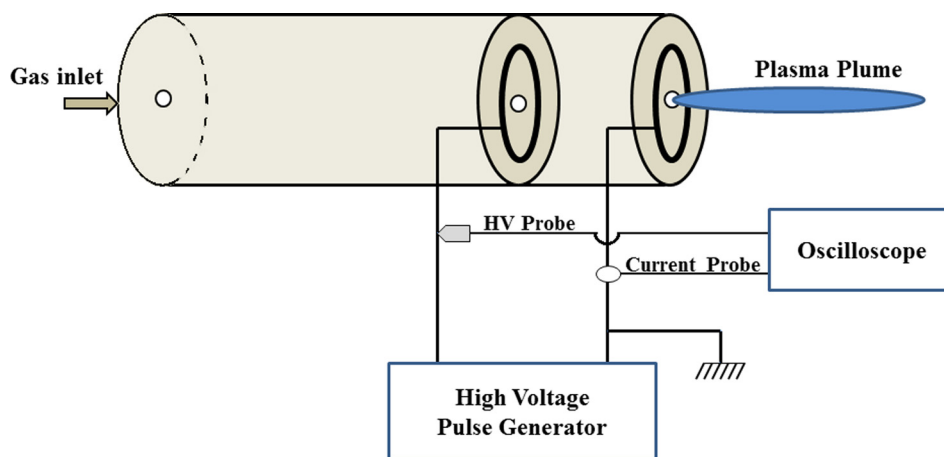 Gas inlet
Plasma Plume
HV Probe
Oscilloscope
Current Probe
High Voltage
Pulse Generator